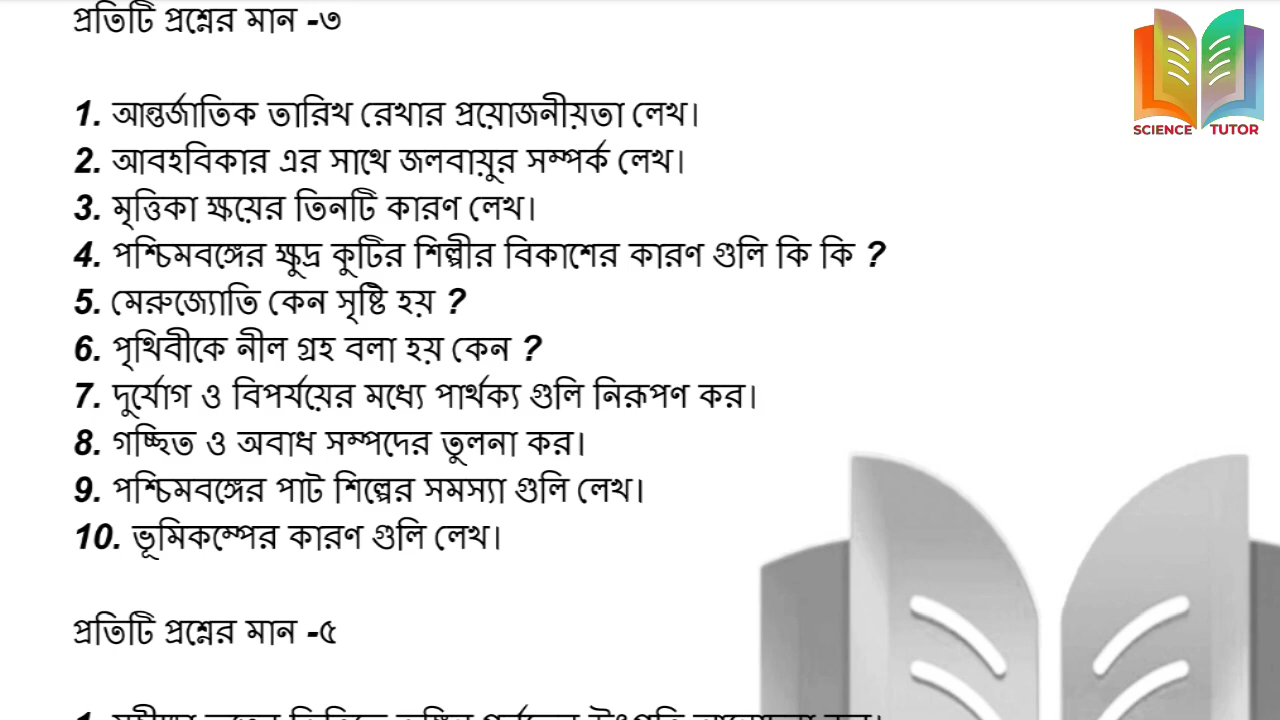 প্রতিটি প্রশ্নের মান -৩
SCIENCE TUTOR
1. আন্তর্জাতিক তারিখ রেখার প্রয়োজনীয়তা লেখ।
2. আবহবিকার এর সাথে জলবায়ুর সম্পর্ক লেখ।
3. মৃত্তিকা ক্ষয়ের তিনটি কারণ লেখ।
4. পশ্চিমবঙ্গের ক্ষুদ্র কুটির শিল্পীর বিকাশের কারণ গুলি কি কি ?
5. মেরুজ্যোতি কেন সৃষ্টি হয় ?
6. পৃথিবীকে নীল গ্রহ বলা হয় কেন ?
7. দুর্যোগ ও বিপর্যয়ের মধ্যে পার্থক্য গুলি নিরূপণ কর।
8. গচ্ছিত ও অবাধ সম্পদের তুলনা কর।
9. পশ্চিমবঙ্গের পাট শিল্পের সমস্যা গুলি লেখ।
10. ভূমিকম্পের কারণ গুলি লেখ।
প্রতিটি প্রশ্নের মান -৫